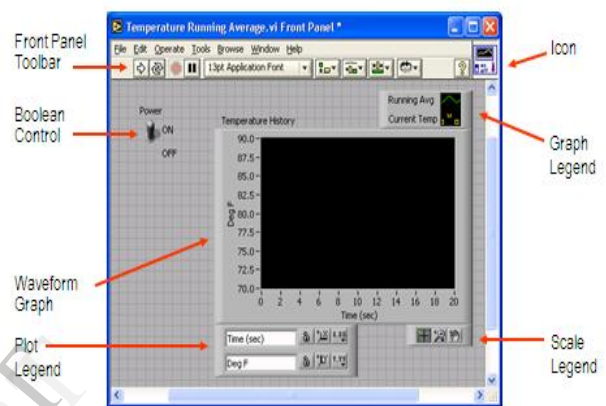 Temperature Running Average.vi Front Panel *
File Edit Operate Tools Browse Window Help
13pt Application Font
Front Panel
Toolbar
Icon
Boolean
Control
Power
ON
OFF
Running Avg
Current Temp
Graph
Legend
Temperature History
90.0
87.5
85.0
82.5
80.0
77.5
75.0
72.5
70.0
Deg F
0 2 4 6 8 10 12 14 16 18 20
Time (sec)
Waveform
Graph
Plot
Legend
Time (sec)
Deg F
Scale
Legend